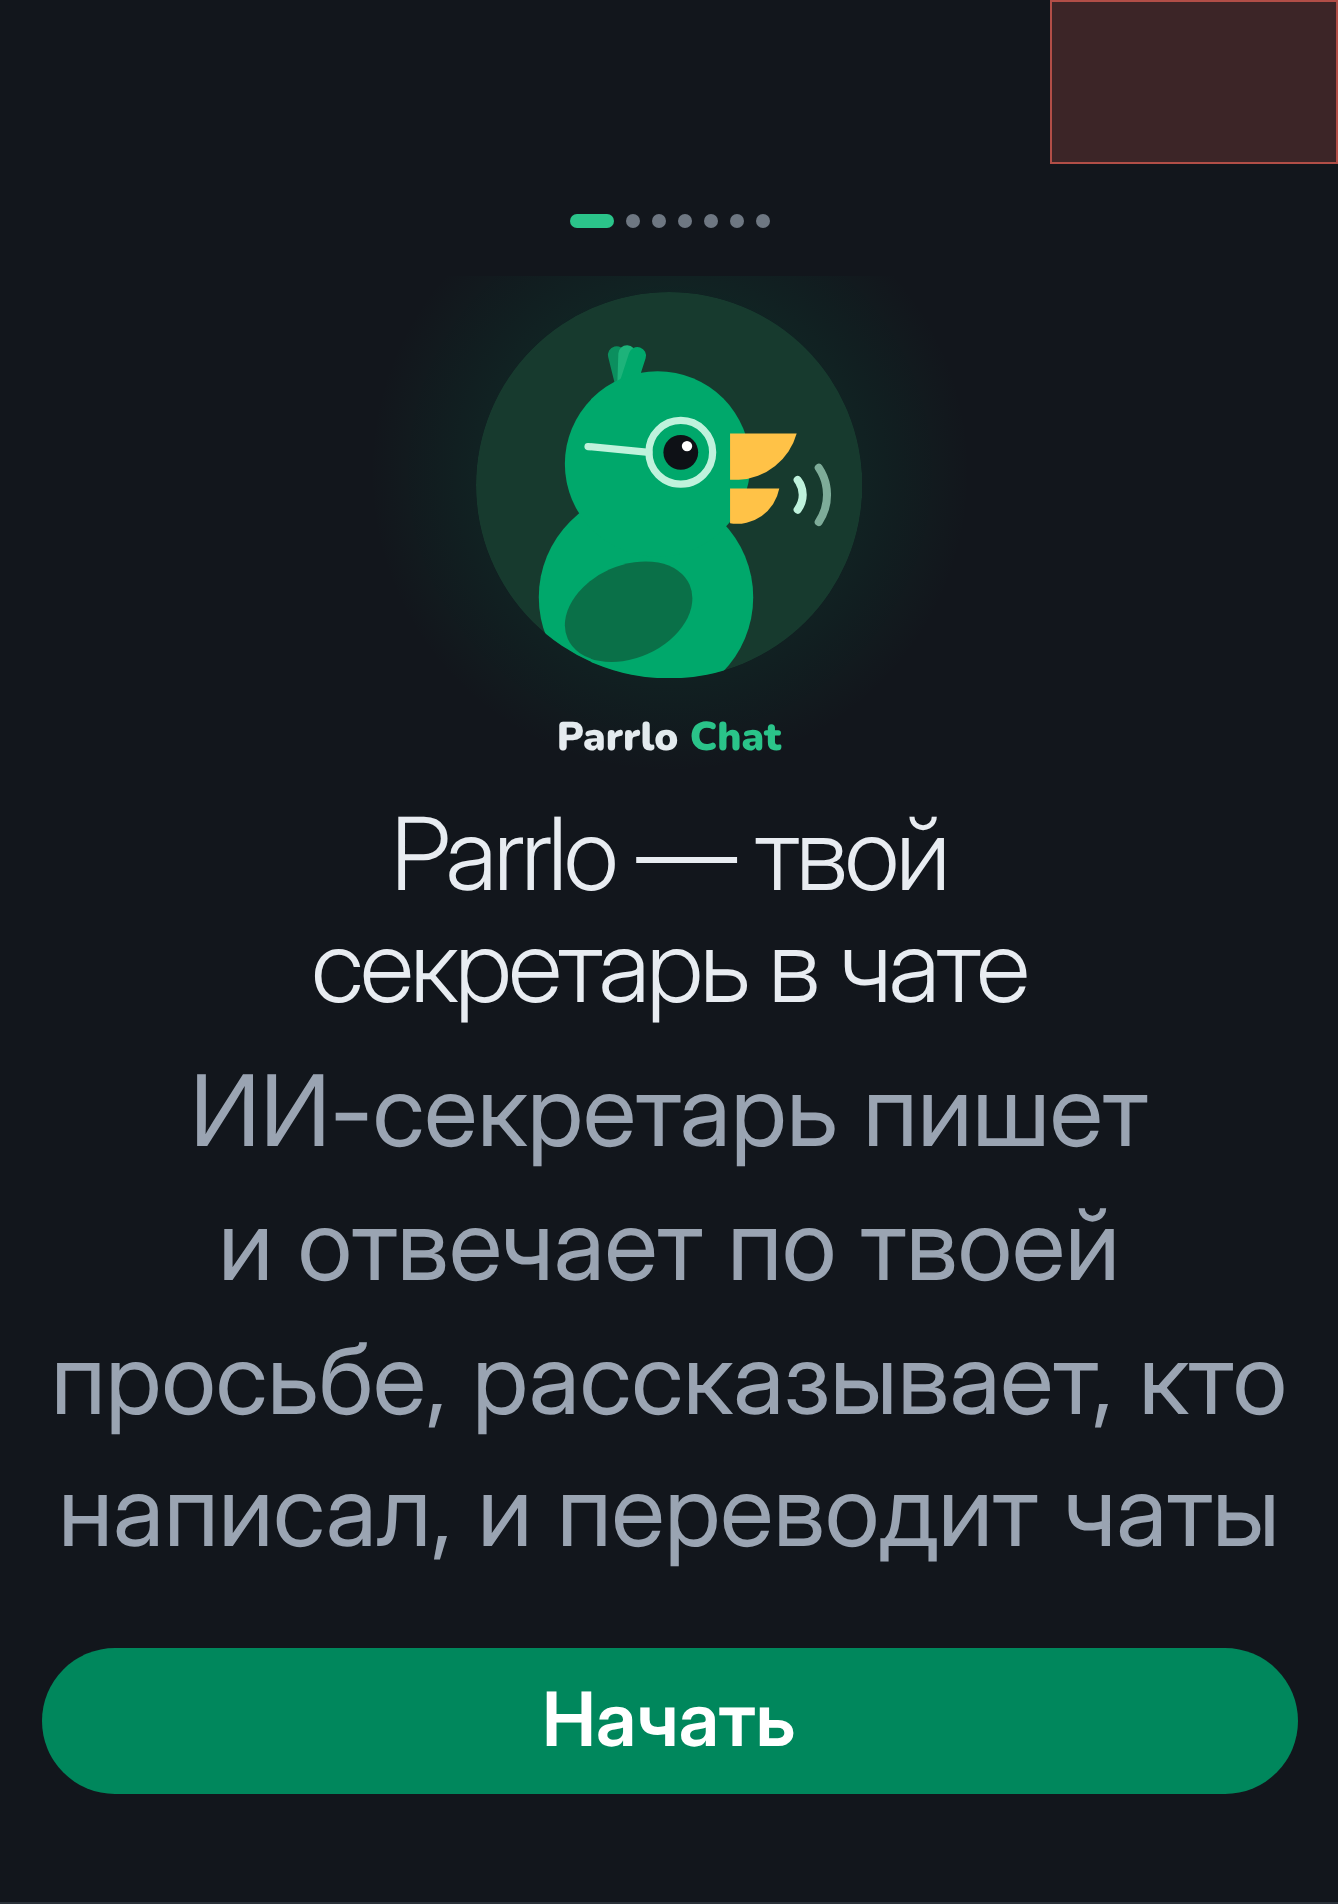 Parrlo Chat
Parrlo — твой
секретарь в чате
ИИ-секретарь пишет
и отвечает по твоей
просьбе, рассказывает, кто
написал, и переводит чаты
Начать